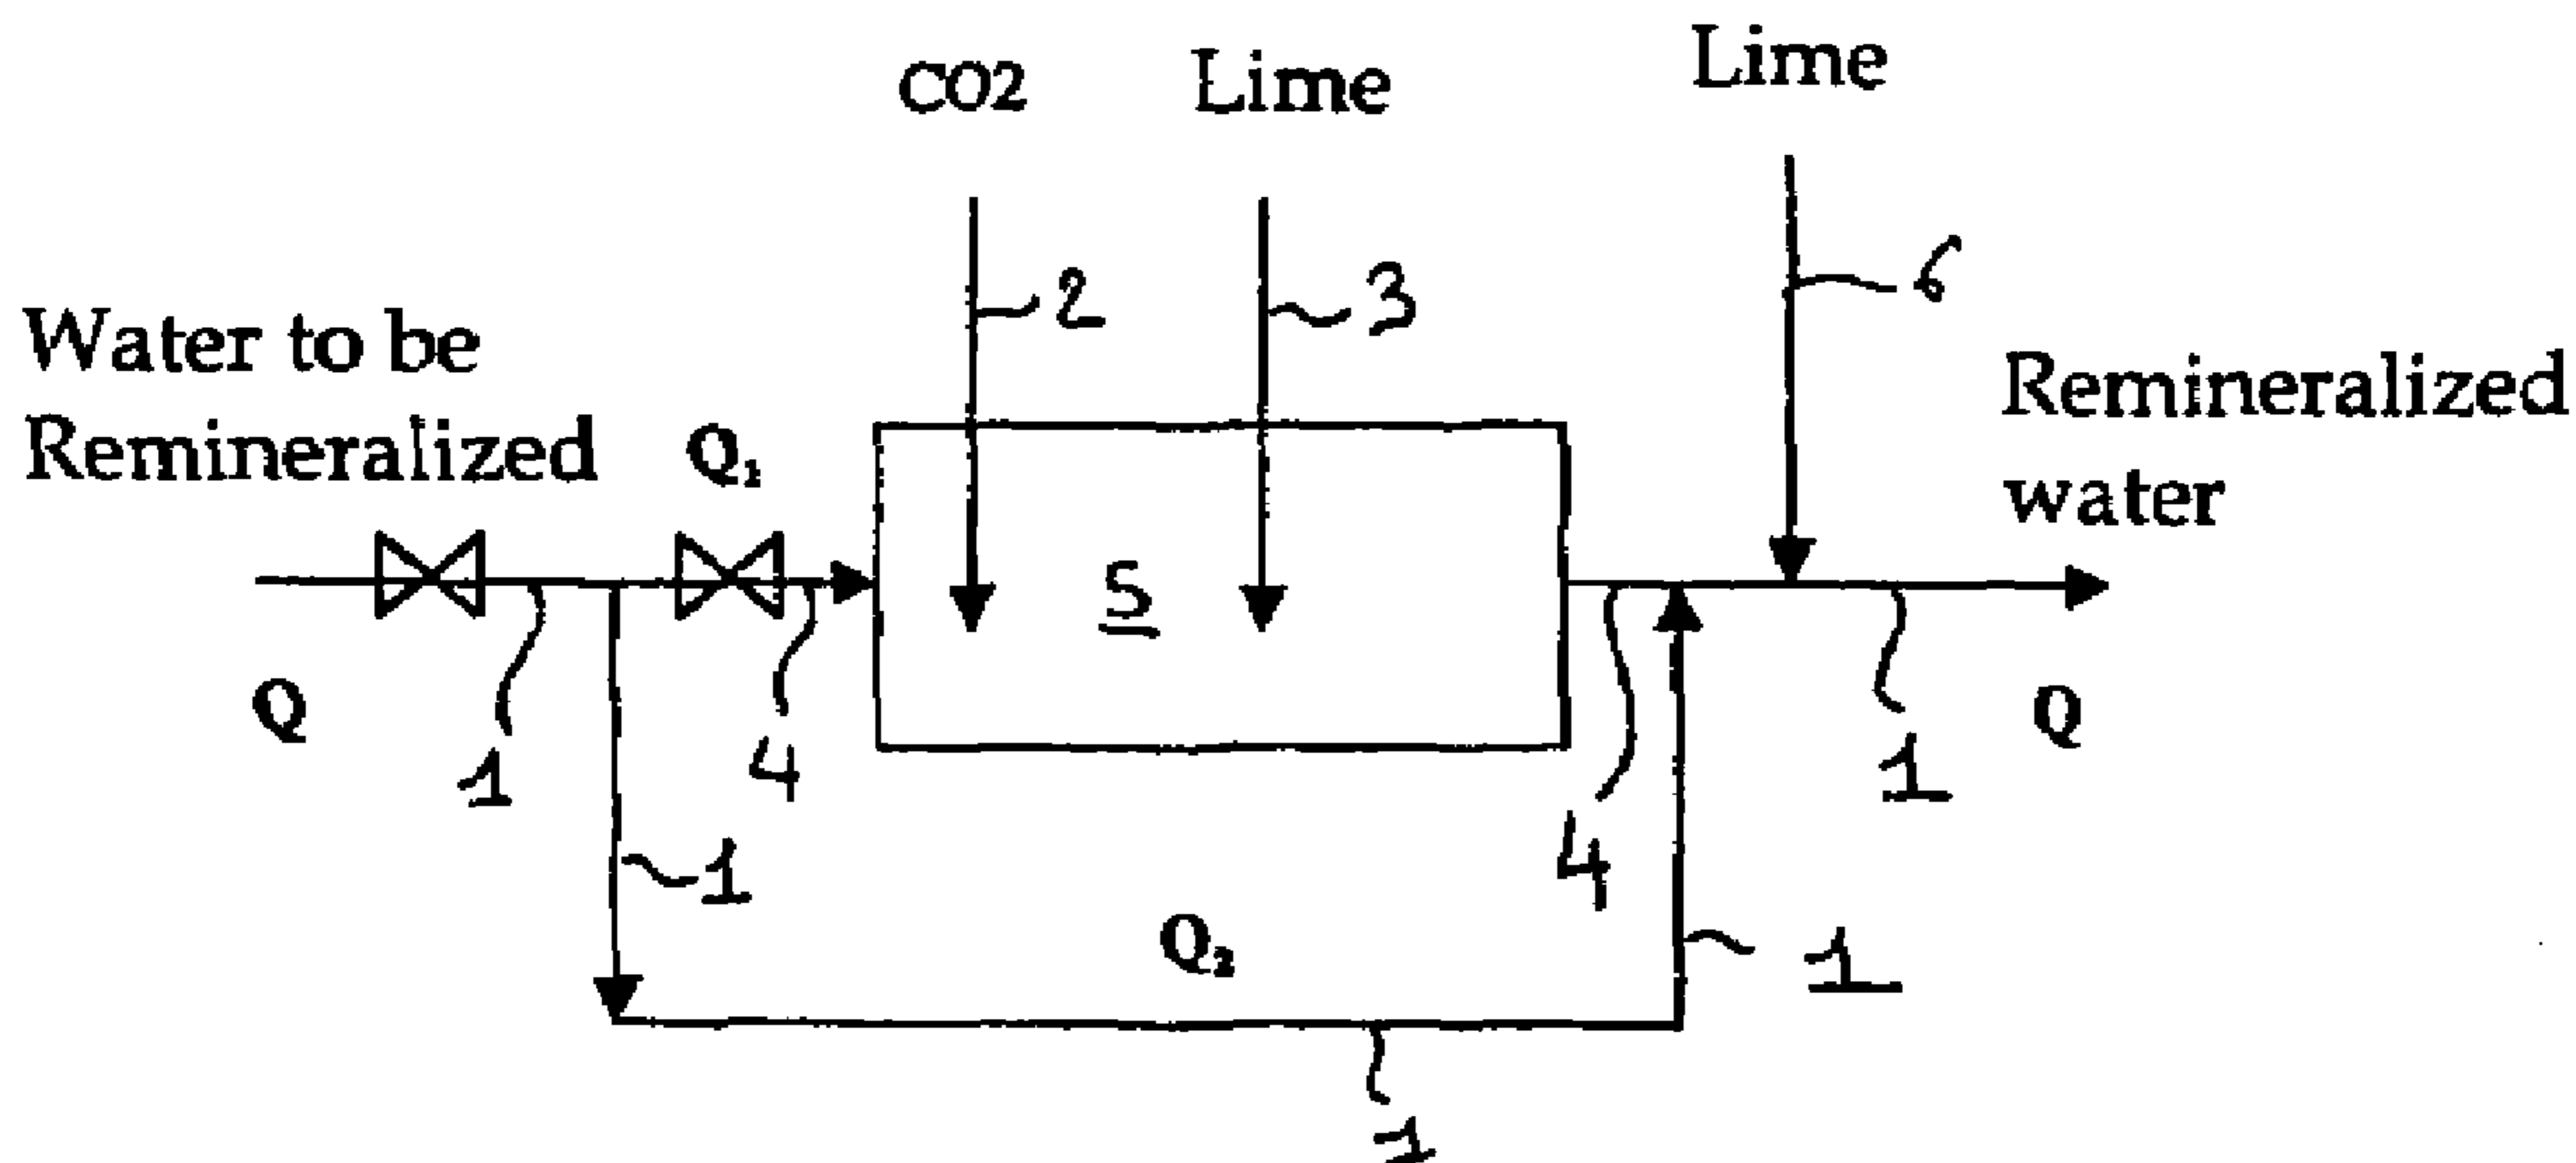 CO2
Lime
Lime
2
3
6
Water to be
Remineralized
Q₁
Remineralized
water
5
Q
1
4
4
1
Q
1
Q₂
1
1